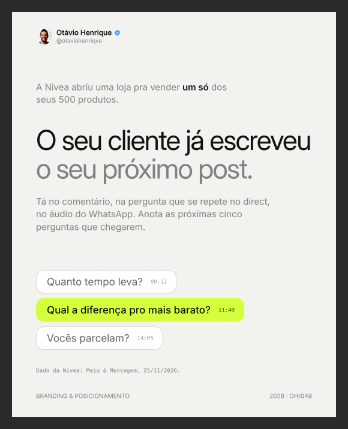 Otávio Henrique
@otaviohenriqve
A Nivea abriu uma loja pra vender um só dos
seus 500 produtos.
O seu cliente já escreveu
o seu próximo post.
Tá no comentário, na pergunta que se repete no direct,
no áudio do WhatsApp. Anota as próximas cinco
perguntas que chegarem.
Quanto tempo leva? 09:12
Qual a diferença pro mais barato? 11:40
Vocês parcelam? 14:05
Dado da Nivea: Meio & Mensagem, 25/11/2026.
BRANDING & POSICIONAMENTO
2026 · OH/049